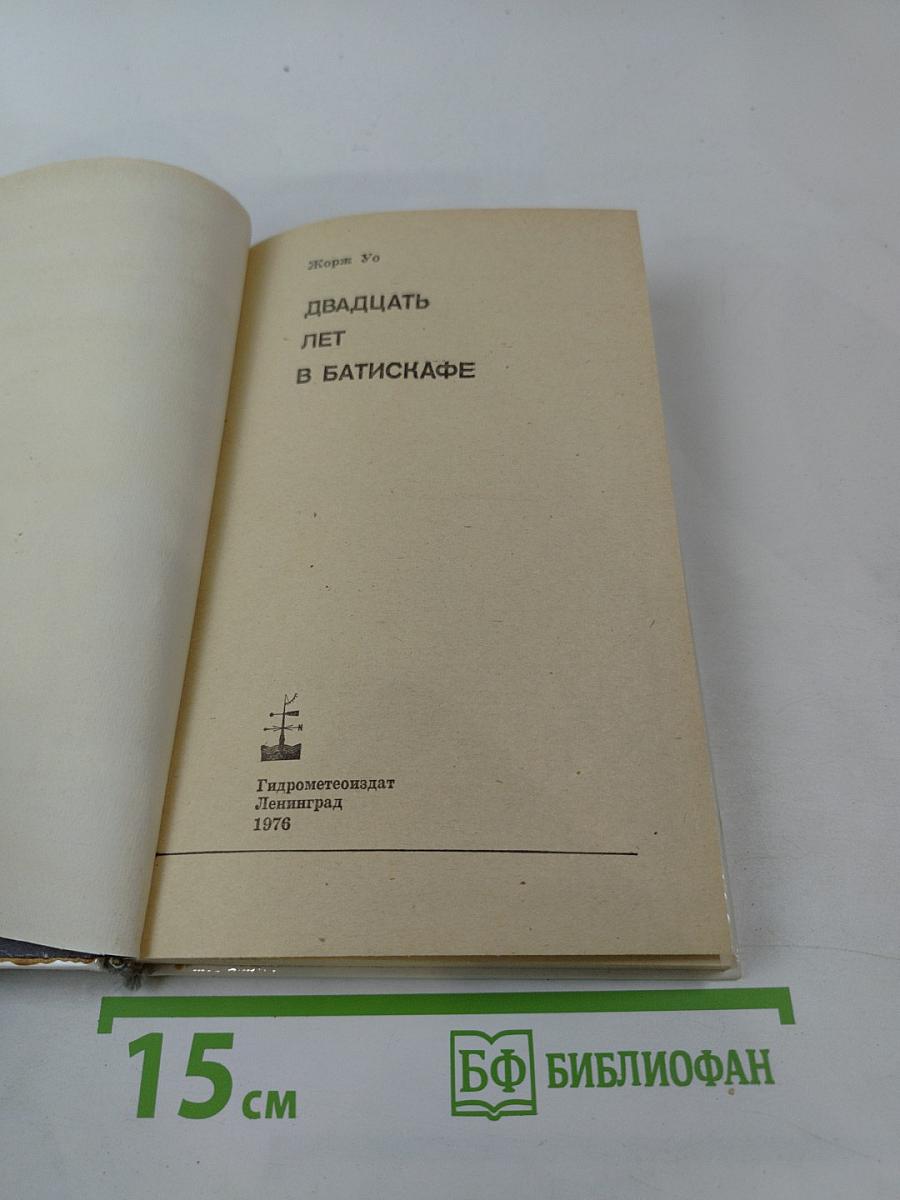 Жорж Уо
ДВАДЦАТЬ
ЛЕТ
В БАТИСКАФЕ
N
Гидрометеоиздат
Ленинград
1976
15 см
БФ БИБЛИОФАН